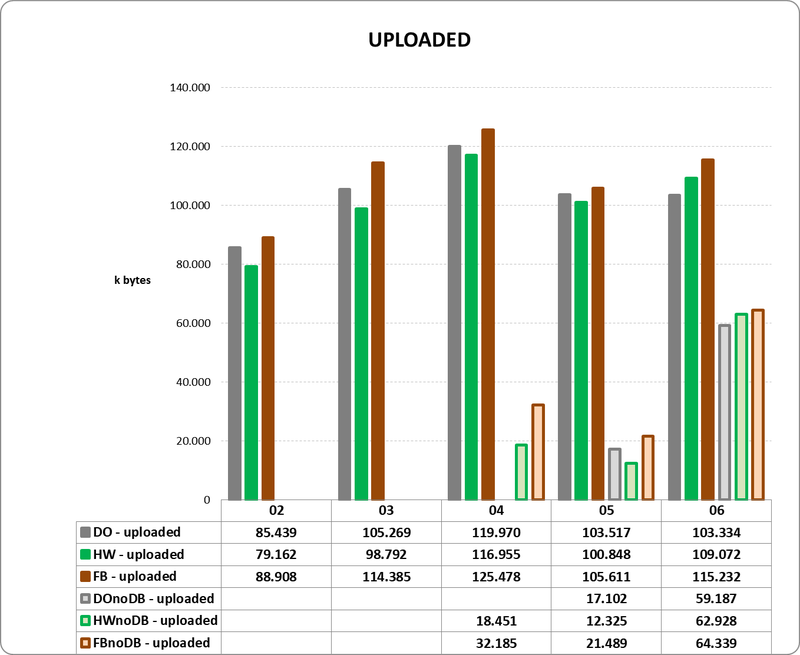 UPLOADED
140.000
120.000
100.000
80.000
k bytes
60.000
40.000
20.000
0
02 03 04 05 06
DO - uploaded 85.439 105.269 119.970 103.517 103.334
HW - uploaded 79.162 98.792 116.955 100.848 109.072
FB - uploaded 88.908 114.385 125.478 105.611 115.232
DOnoDB - uploaded 17.102 59.187
HWnoDB - uploaded 18.451 12.325 62.928
FBnoDB - uploaded 32.185 21.489 64.339